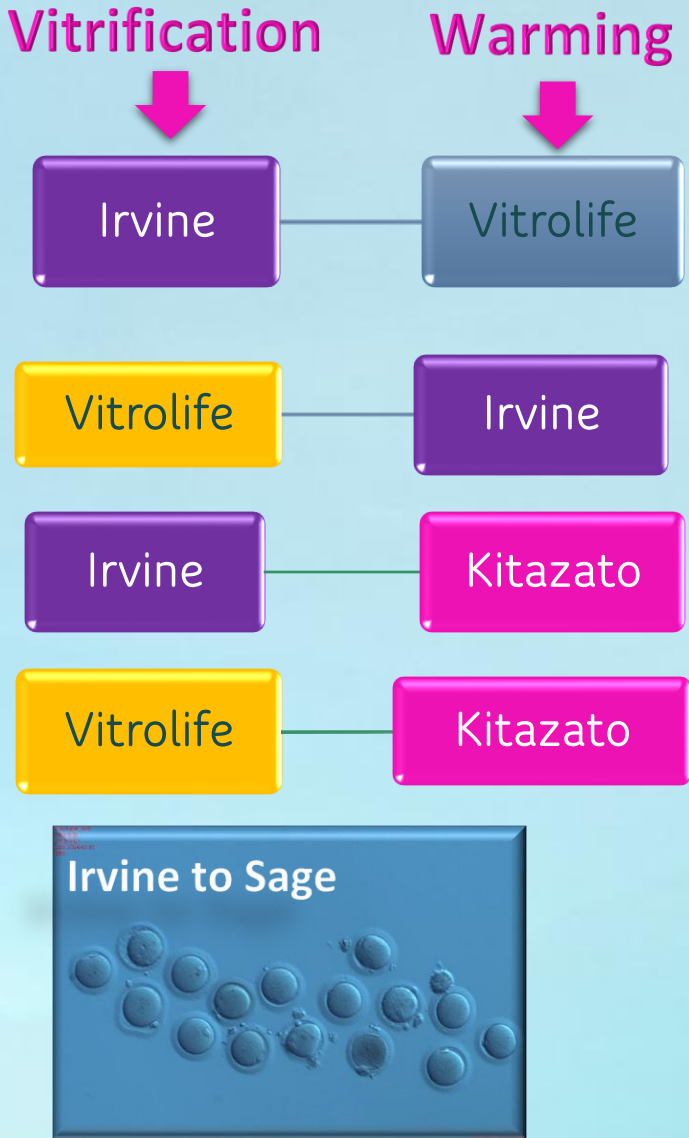 Vitrification Warming
Irvine Vitrolife
Vitrolife Irvine
Irvine Kitazato
Vitrolife Kitazato
Irvine to Sage